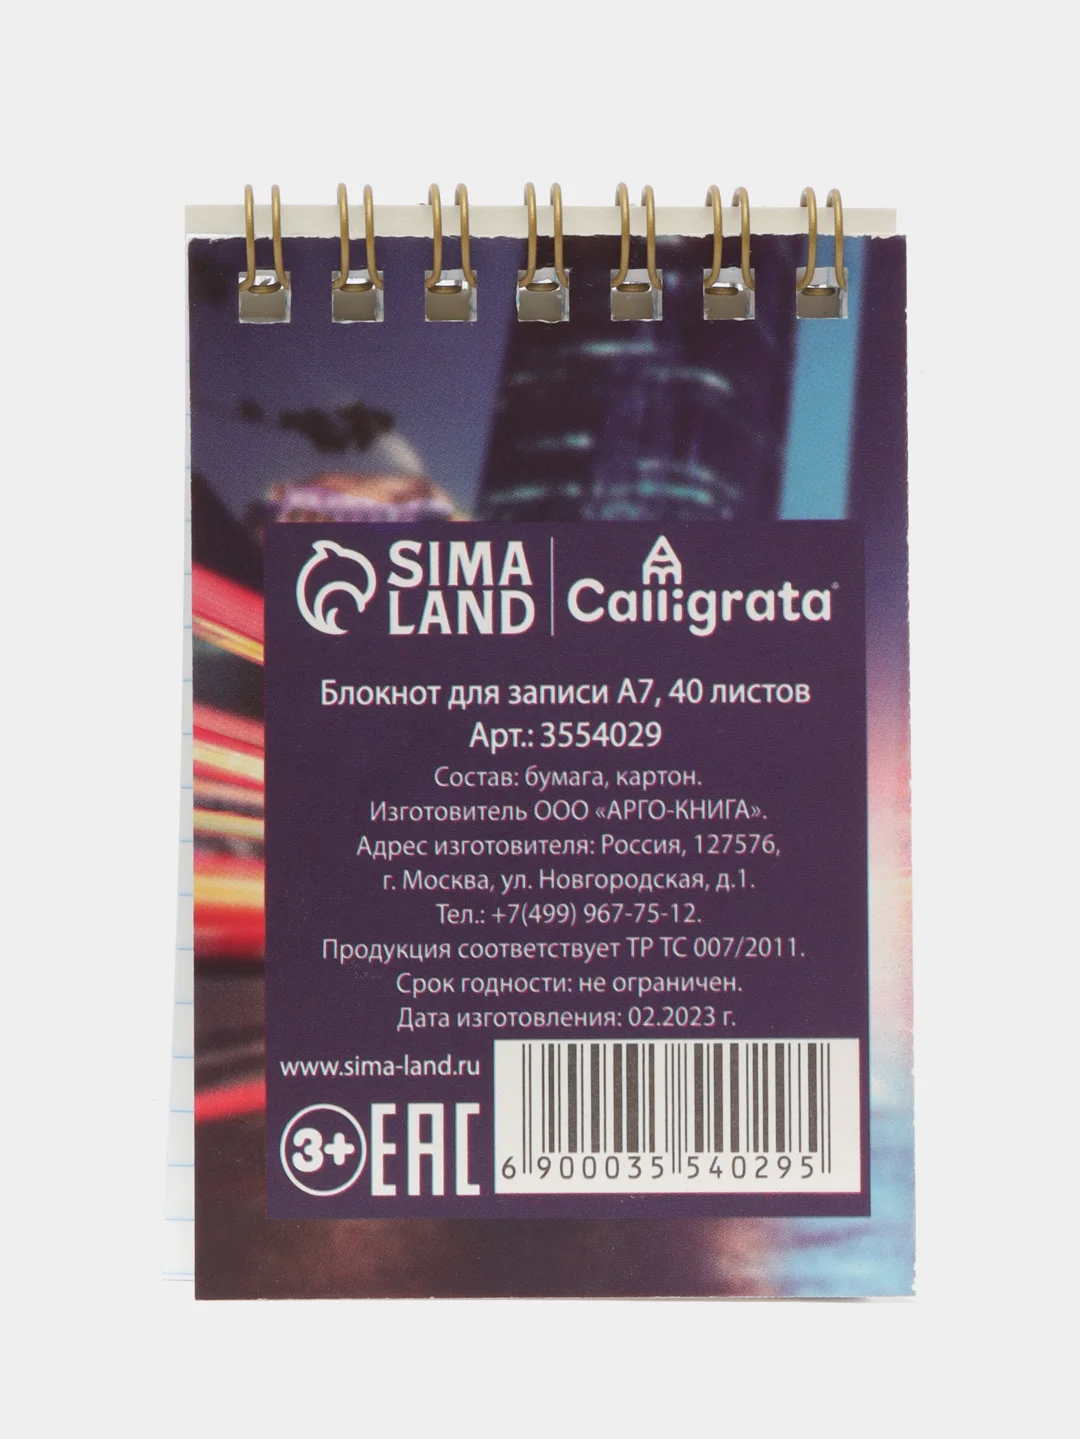 SIMA
LAND
Calligrata®
Блокнот для записи А7, 40 листов
Арт.: 3554029
Состав: бумага, картон.
Изготовитель ООО «АРГО-КНИГА».
Адрес изготовителя: Россия, 127576,
г. Москва, ул. Новгородская, д.1.
Тел.: +7(499) 967-75-12.
Продукция соответствует ТР ТС 007/2011.
Срок годности: не ограничен.
Дата изготовления: 02.2023 г.
www.sima-land.ru
3+ EAC
6 900035 540295